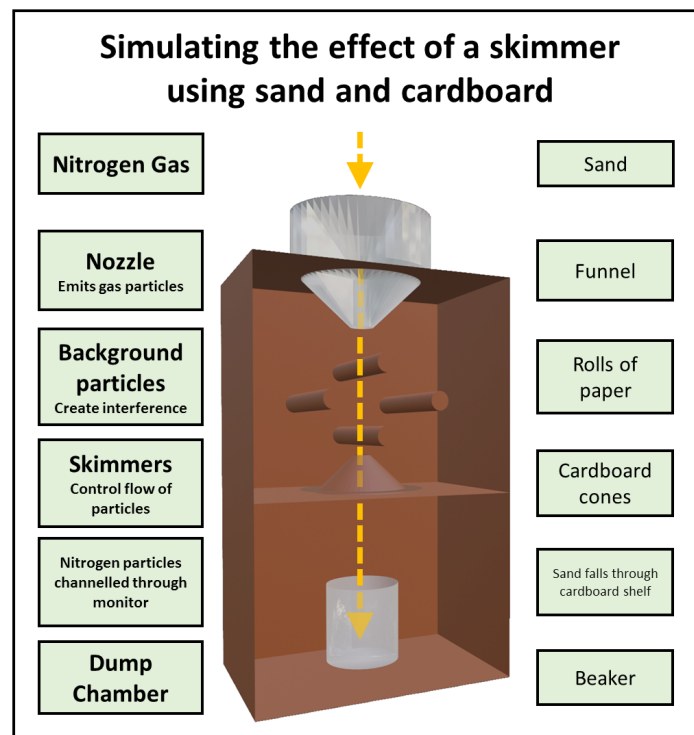 Simulating the effect of a skimmer
using sand and cardboard
Nitrogen Gas
Sand
Nozzle
Emits gas particles
Funnel
Background
particles
Create interference
Rolls of
paper
Skimmers
Control flow of
particles
Cardboard
cones
Nitrogen particles
channelled through
monitor
Sand falls through
cardboard shelf
Dump
Chamber
Beaker